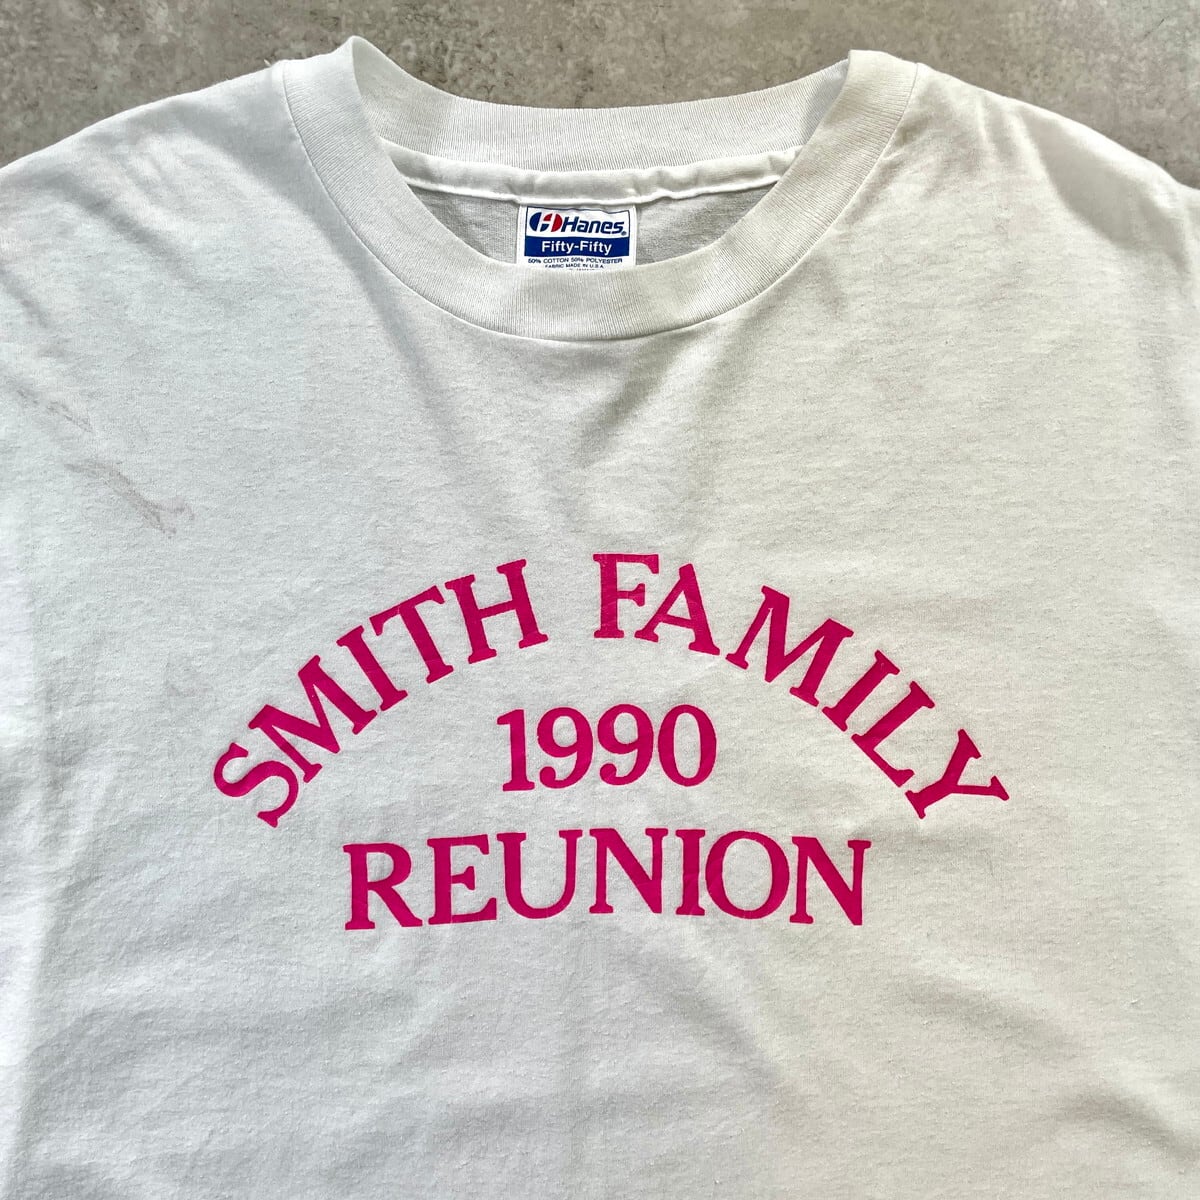 Hanes
Fifty-Fifty
50% COTTON 50% POLYESTER
FABRIC MADE IN U.S.A.
SMITH FAMILY
1990
REUNION